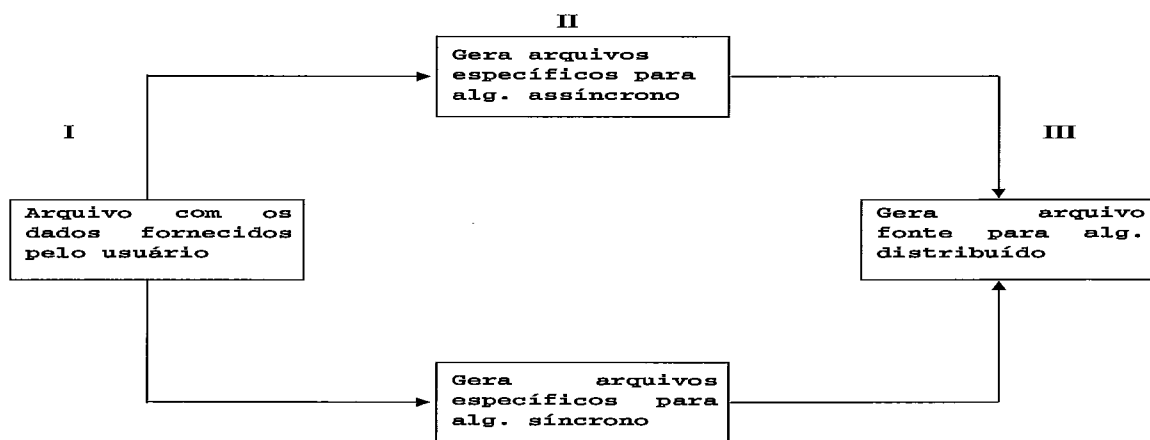 II
Gera arquivos
específicos para
alg. assíncrono
I
III
Arquivo com os
dados fornecidos
pelo usuário
Gera arquivo
fonte para alg.
distribuído
Gera arquivos
específicos para
alg. síncrono